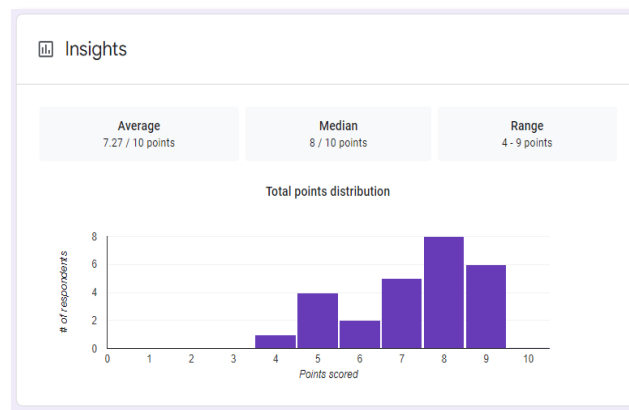 Insights
Average
7.27 / 10 points
Median
8 / 10 points
Range
4 - 9 points
Total points distribution
# of respondents
8
6
4
2
0
0 1 2 3 4 5 6 7 8 9 10
Points scored